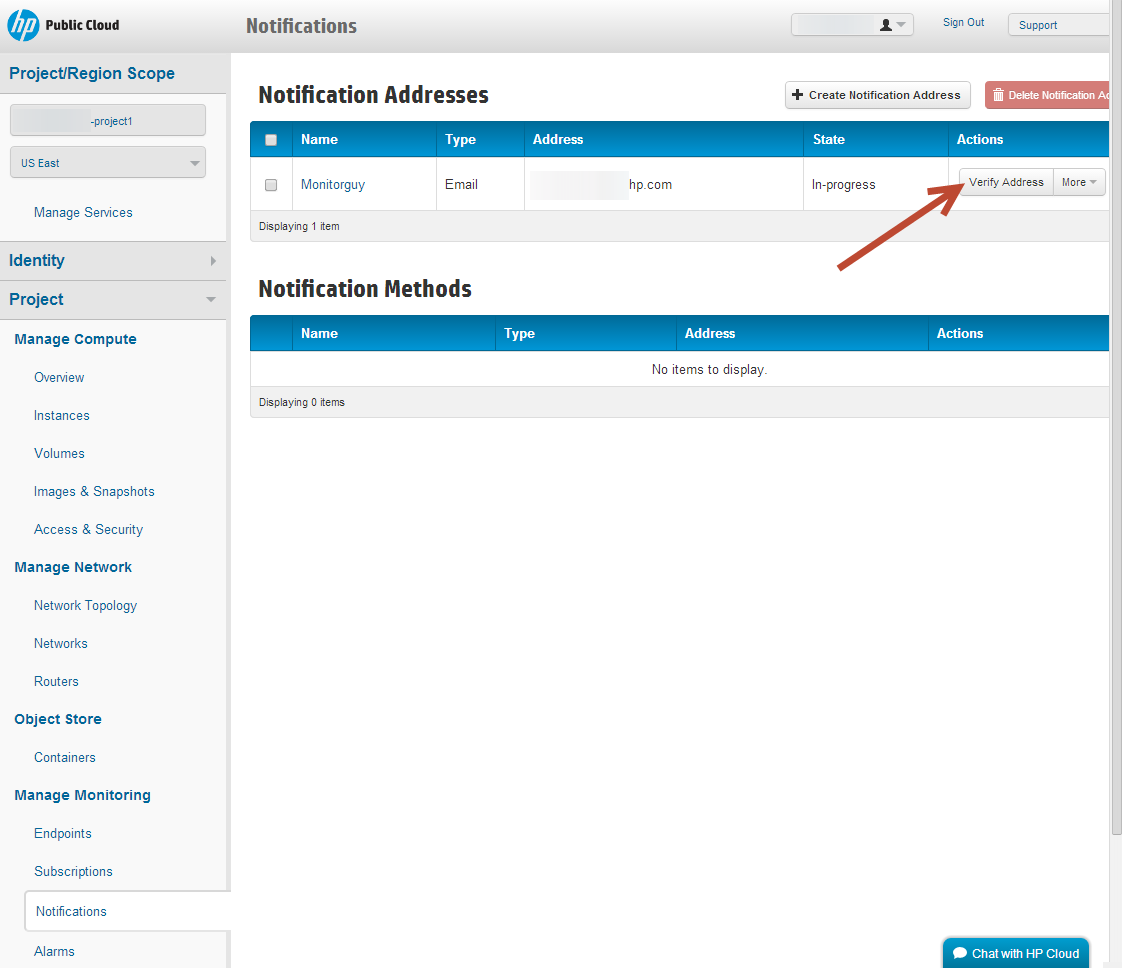 hp Public Cloud
Notifications
Sign Out
Support
Project/Region Scope
-project1
US East
Manage Services
Identity
Project
Manage Compute
Overview
Instances
Volumes
Images & Snapshots
Access & Security
Manage Network
Network Topology
Networks
Routers
Object Store
Containers
Manage Monitoring
Endpoints
Subscriptions
Notifications
Alarms
Notification Addresses
Create Notification Address
Delete Notification Ad
Name Type Address State Actions
Monitorguy Email hp.com In-progress Verify Address More
Displaying 1 item
Notification Methods
Name Type Address Actions
No items to display.
Displaying 0 items
Chat with HP Cloud